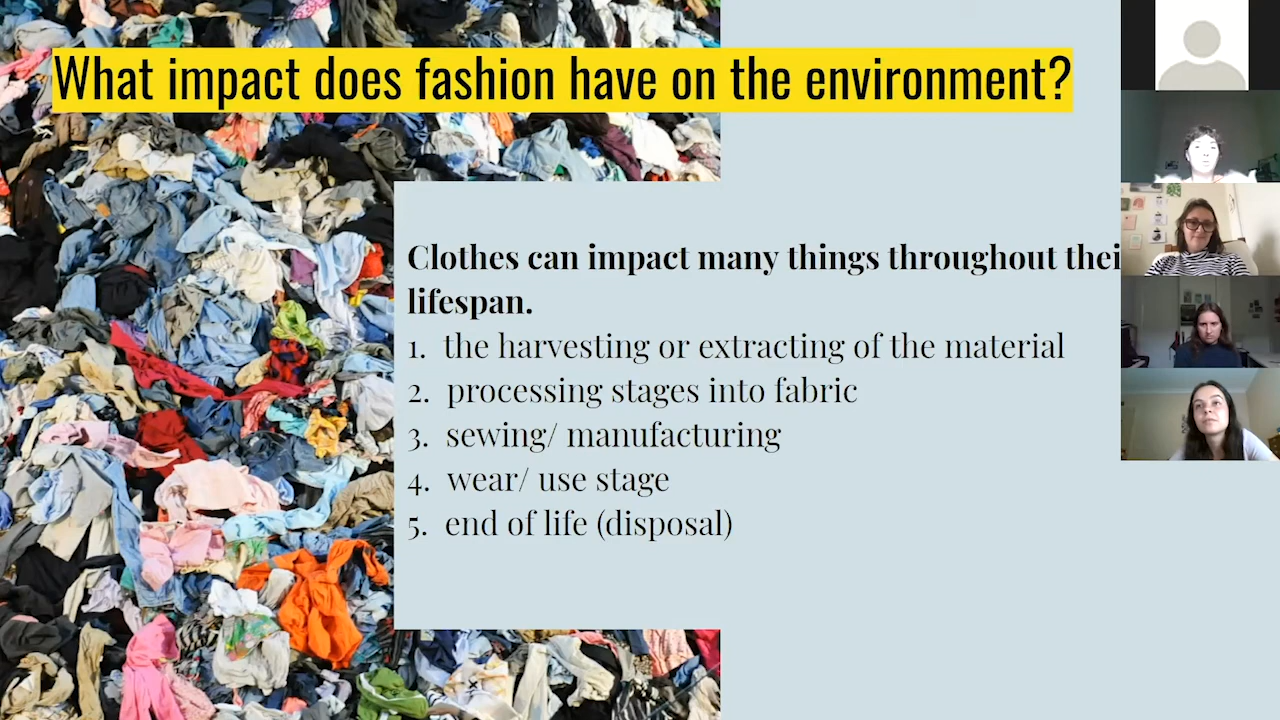 What impact does fashion have on the environment?
Clothes can impact many things throughout thei
lifespan.
1. the harvesting or extracting of the material
2. processing stages into fabric
3. sewing/ manufacturing
4. wear/ use stage
5. end of life (disposal)